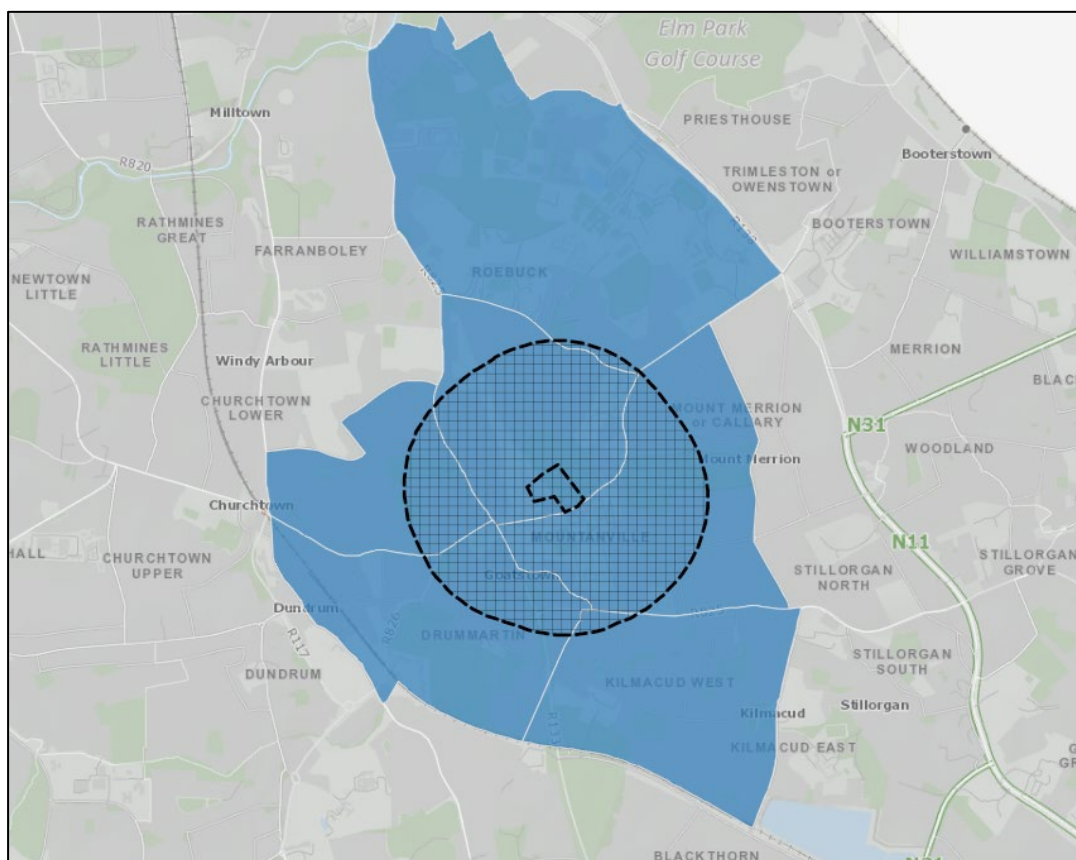 Elm Park
Golf Course
Milltown
PRIESTHOUSE
Booterstown
R820
TRIMLESTON or
OWENSTOWN
RATHMINES
GREAT
BOOTERSTOWN
R138
FARRANBOLEY
WILLIAMSTOWN
NEWTOWN
LITTLE
ROEBUCK
RATHMINES
LITTLE
Windy Arbour
MERRION
CHURCHTOWN
LOWER
MOUNT MERRION
or CALLARY
N31
WOODLAND
Mount Merrion
Churchtown
HALL
CHURCHTOWN
UPPER
MOUNTANVILLE
N11
STILLORGAN
GROVE
STILLORGAN
NORTH
Goatstown
Dundrum
R826
DRUMMARTIN
R117
DUNDRUM
STILLORGAN
SOUTH
KILMACUD WEST
Stillorgan
Kilmacud
KILMACUD EAST
BLACKTHORN